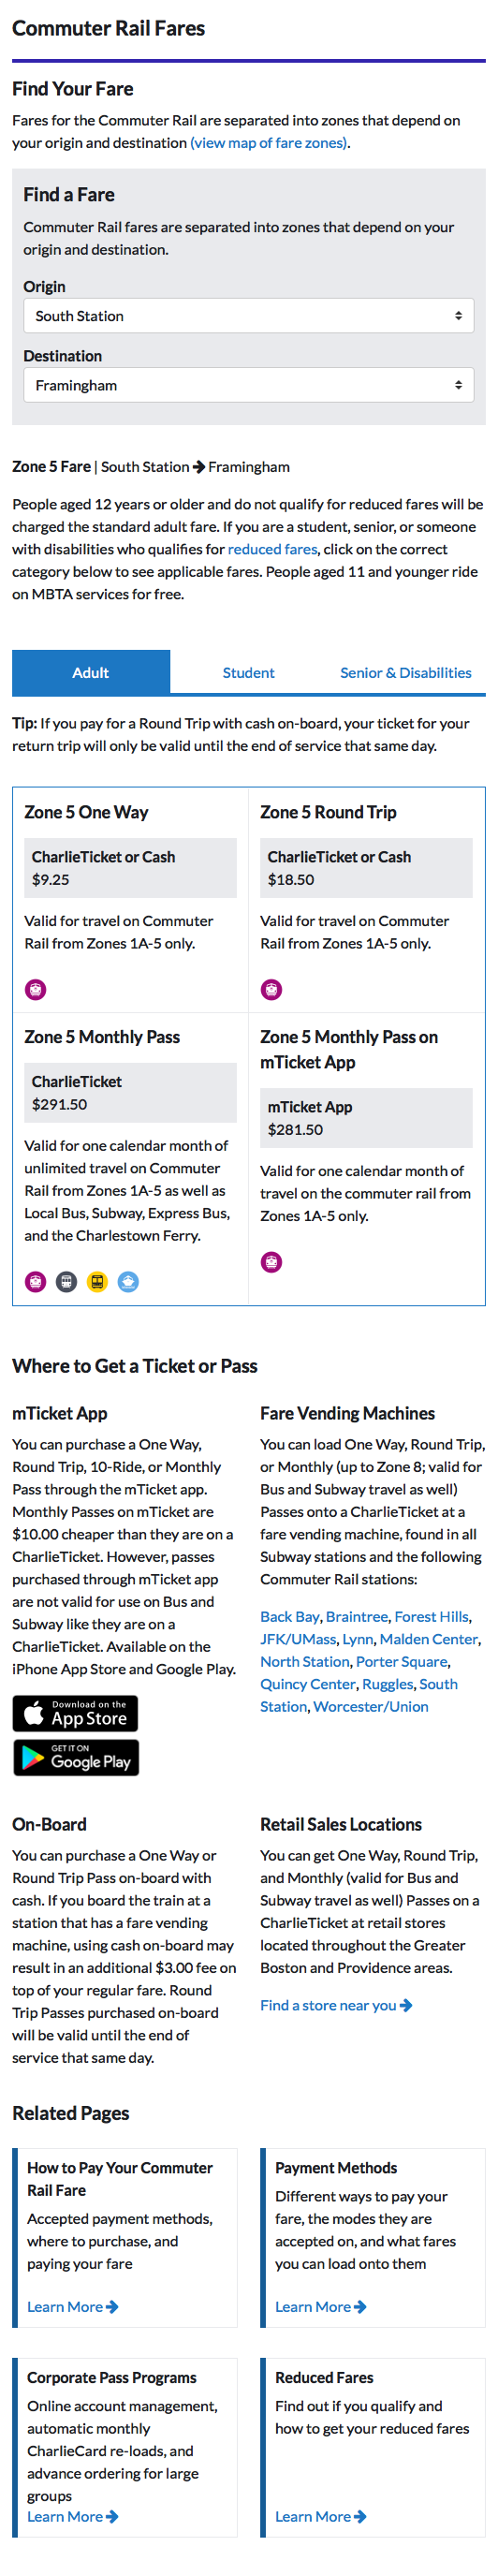 Commuter Rail Fares
Find Your Fare
Fares for the Commuter Rail are separated into zones that depend on
your origin and destination (view map of fare zones).
Find a Fare
Commuter Rail fares are separated into zones that depend on your
origin and destination.
Origin
South Station
Destination
Framingham
Zone 5 Fare | South Station → Framingham
People aged 12 years or older and do not qualify for reduced fares will be
charged the standard adult fare. If you are a student, senior, or someone
with disabilities who qualifies for reduced fares, click on the correct
category below to see applicable fares. People aged 11 and younger ride
on MBTA services for free.
Adult
Student
Senior & Disabilities
Tip: If you pay for a Round Trip with cash on-board, your ticket for your
return trip will only be valid until the end of service that same day.
Zone 5 One Way
CharlieTicket or Cash
$9.25
Valid for travel on Commuter
Rail from Zones 1A-5 only.
Zone 5 Round Trip
CharlieTicket or Cash
$18.50
Valid for travel on Commuter
Rail from Zones 1A-5 only.
Zone 5 Monthly Pass
CharlieTicket
$291.50
Valid for one calendar month of
unlimited travel on Commuter
Rail from Zones 1A-5 as well as
Local Bus, Subway, Express Bus,
and the Charlestown Ferry.
Zone 5 Monthly Pass on
mTicket App
mTicket App
$281.50
Valid for one calendar month of
travel on the commuter rail from
Zones 1A-5 only.
Where to Get a Ticket or Pass
mTicket App
You can purchase a One Way,
Round Trip, 10-Ride, or Monthly
Pass through the mTicket app.
Monthly Passes on mTicket are
$10.00 cheaper than they are on a
CharlieTicket. However, passes
purchased through mTicket app
are not valid for use on Bus and
Subway like they are on a
CharlieTicket. Available on the
iPhone App Store and Google Play.
Download on the
App Store
GET IT ON
Google Play
Fare Vending Machines
You can load One Way, Round Trip,
or Monthly (up to Zone 8; valid for
Bus and Subway travel as well)
Passes onto a CharlieTicket at a
fare vending machine, found in all
Subway stations and the following
Commuter Rail stations:
Back Bay, Braintree, Forest Hills,
JFK/UMass, Lynn, Malden Center,
North Station, Porter Square,
Quincy Center, Ruggles, South
Station, Worcester/Union
On-Board
You can purchase a One Way or
Round Trip Pass on-board with
cash. If you board the train at a
station that has a fare vending
machine, using cash on-board may
result in an additional $3.00 fee on
top of your regular fare. Round
Trip Passes purchased on-board
will be valid until the end of
service that same day.
Retail Sales Locations
You can get One Way, Round Trip,
and Monthly (valid for Bus and
Subway travel as well) Passes on a
CharlieTicket at retail stores
located throughout the Greater
Boston and Providence areas.
Find a store near you →
Related Pages
How to Pay Your Commuter
Rail Fare
Accepted payment methods,
where to purchase, and
paying your fare
Learn More →
Payment Methods
Different ways to pay your
fare, the modes they are
accepted on, and what fares
you can load onto them
Learn More →
Corporate Pass Programs
Online account management,
automatic monthly
CharlieCard re-loads, and
advance ordering for large
groups
Learn More →
Reduced Fares
Find out if you qualify and
how to get your reduced fares
Learn More →